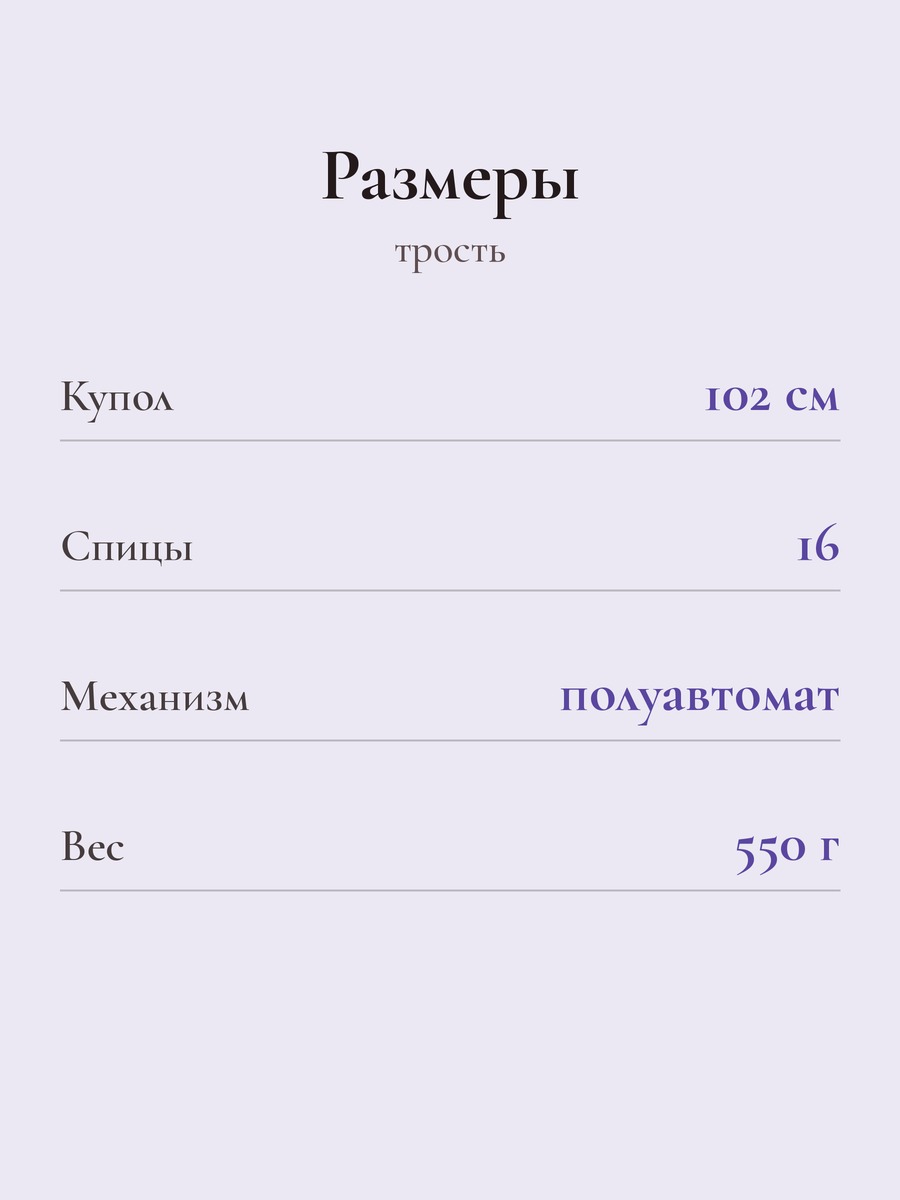 Размеры
трость
Купол 102 см
Спицы 16
Механизм полуавтомат
Вес 550 г